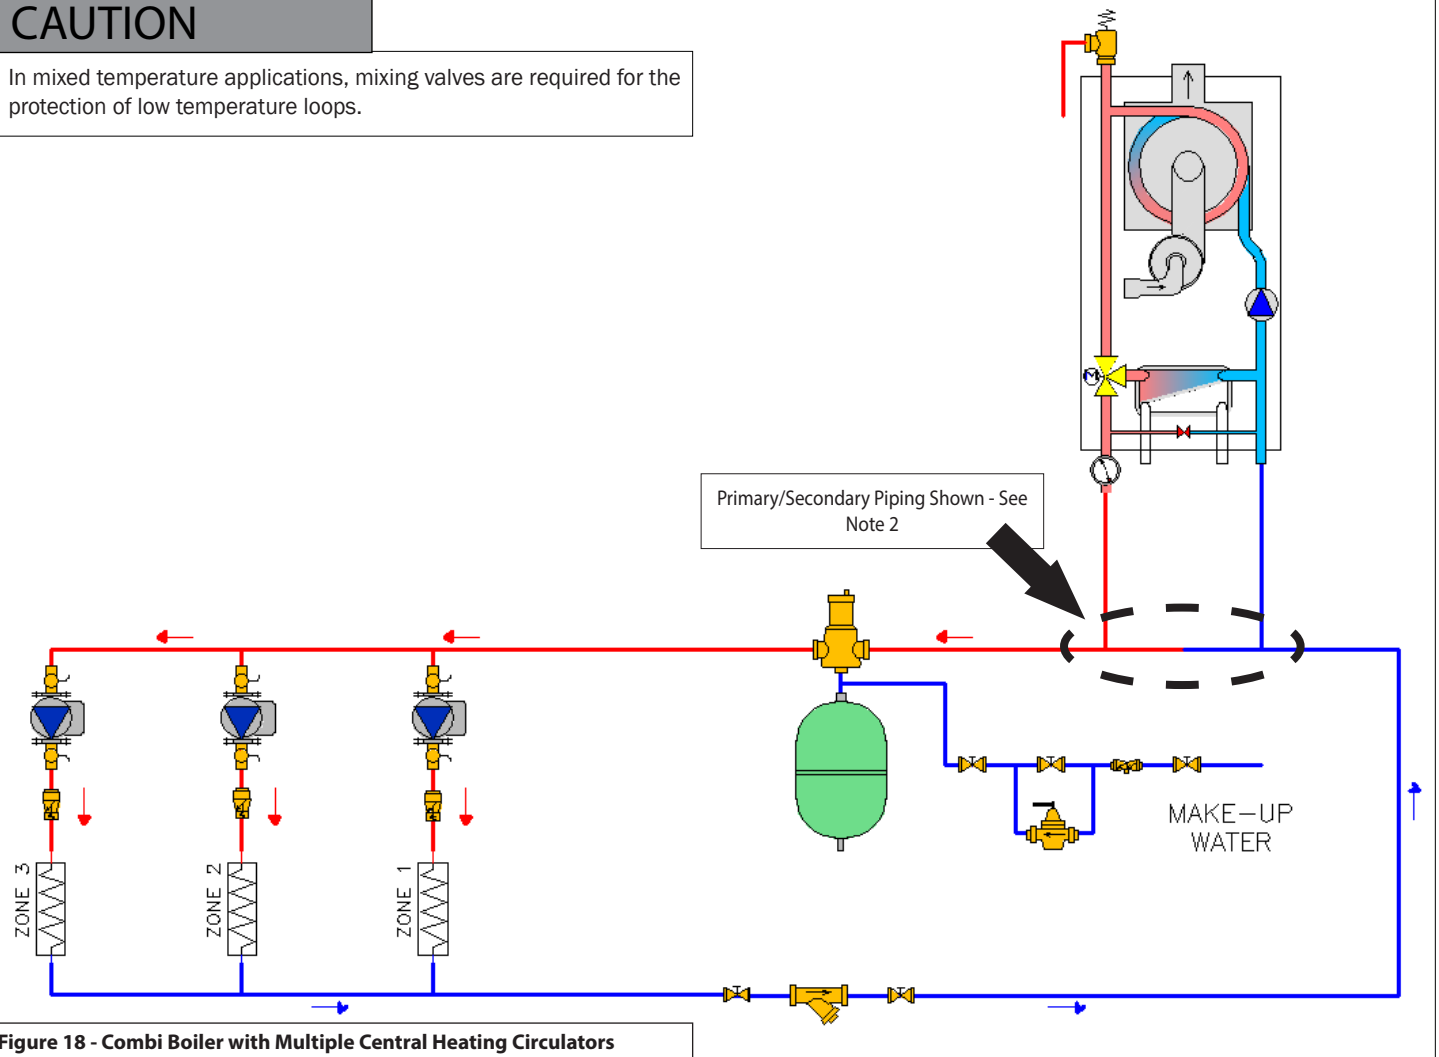 CAUTION
In mixed temperature applications, mixing valves are required for the
protection of low temperature loops.
M
Primary/Secondary Piping Shown - See
Note 2
MAKE-UP
WATER
ZONE 3
ZONE 2
ZONE 1
Figure 18 - Combi Boiler with Multiple Central Heating Circulators